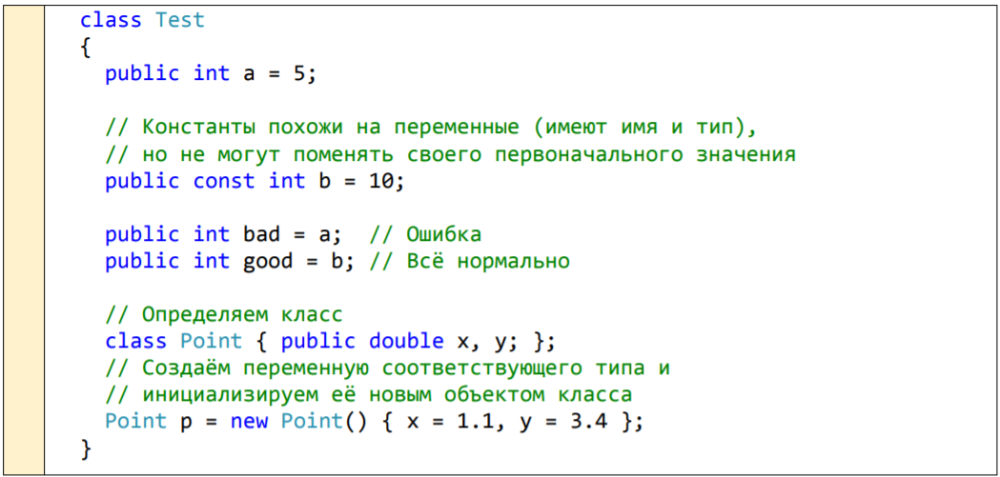 class Test
{
public int a = 5;
// Константы похожи на переменные (имеют имя и тип),
// но не могут поменять своего первоначального значения
public const int b = 10;
public int bad = a; // Ошибка
public int good = b; // Всё нормально
// Определяем класс
class Point { public double x, y; };
// Создаём переменную соответствующего типа и
// инициализируем её новым объектом класса
Point p = new Point() { x = 1.1, y = 3.4 };
}